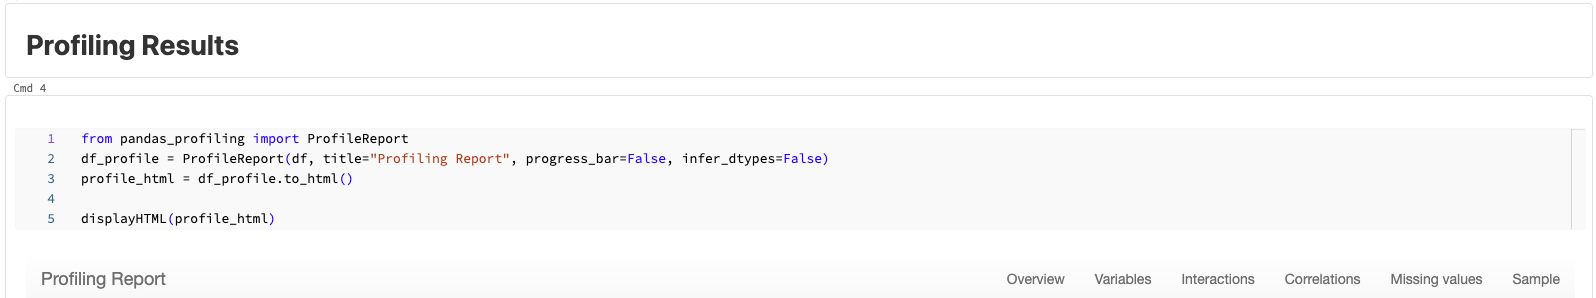 Profiling Results
Cmd 4
1 from pandas_profiling import ProfileReport
2 df_profile = ProfileReport(df, title="Profiling Report", progress_bar=False, infer_dtypes=False)
3 profile_html = df_profile.to_html()
4
5 displayHTML(profile_html)
Profiling Report Overview Variables Interactions Correlations Missing values Sample